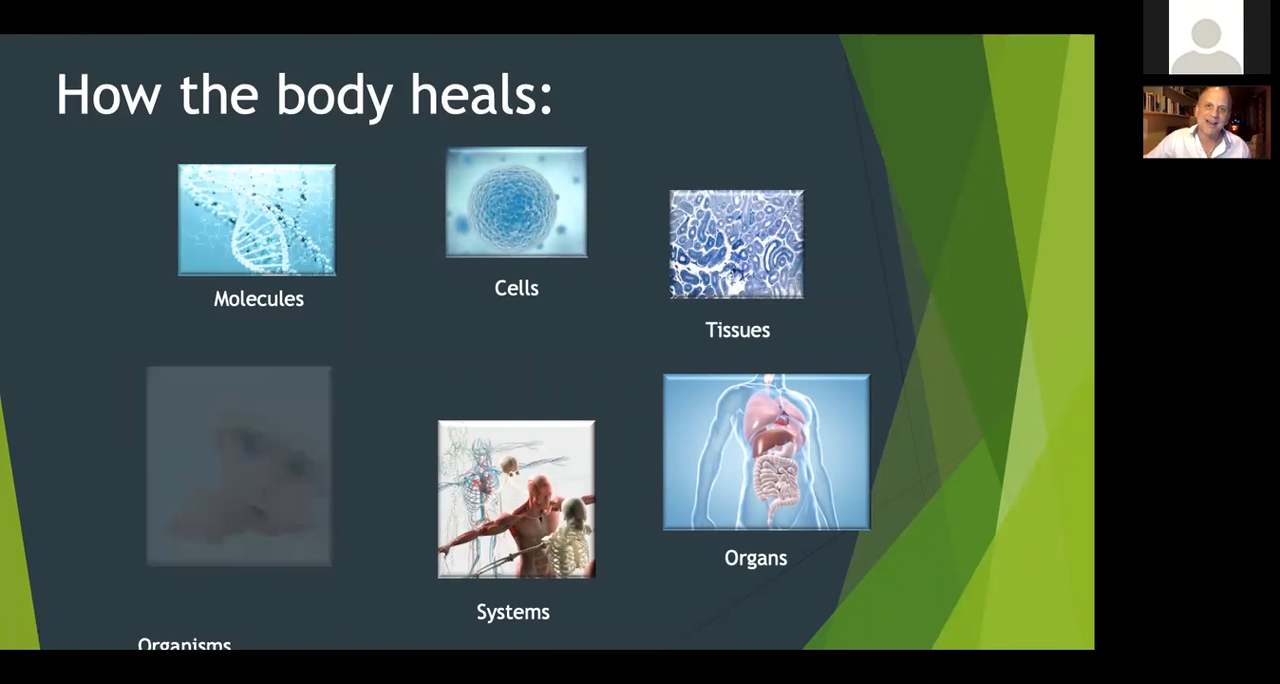 How the body heals:
Molecules
Cells
Tissues
Organs
Systems
Organisms